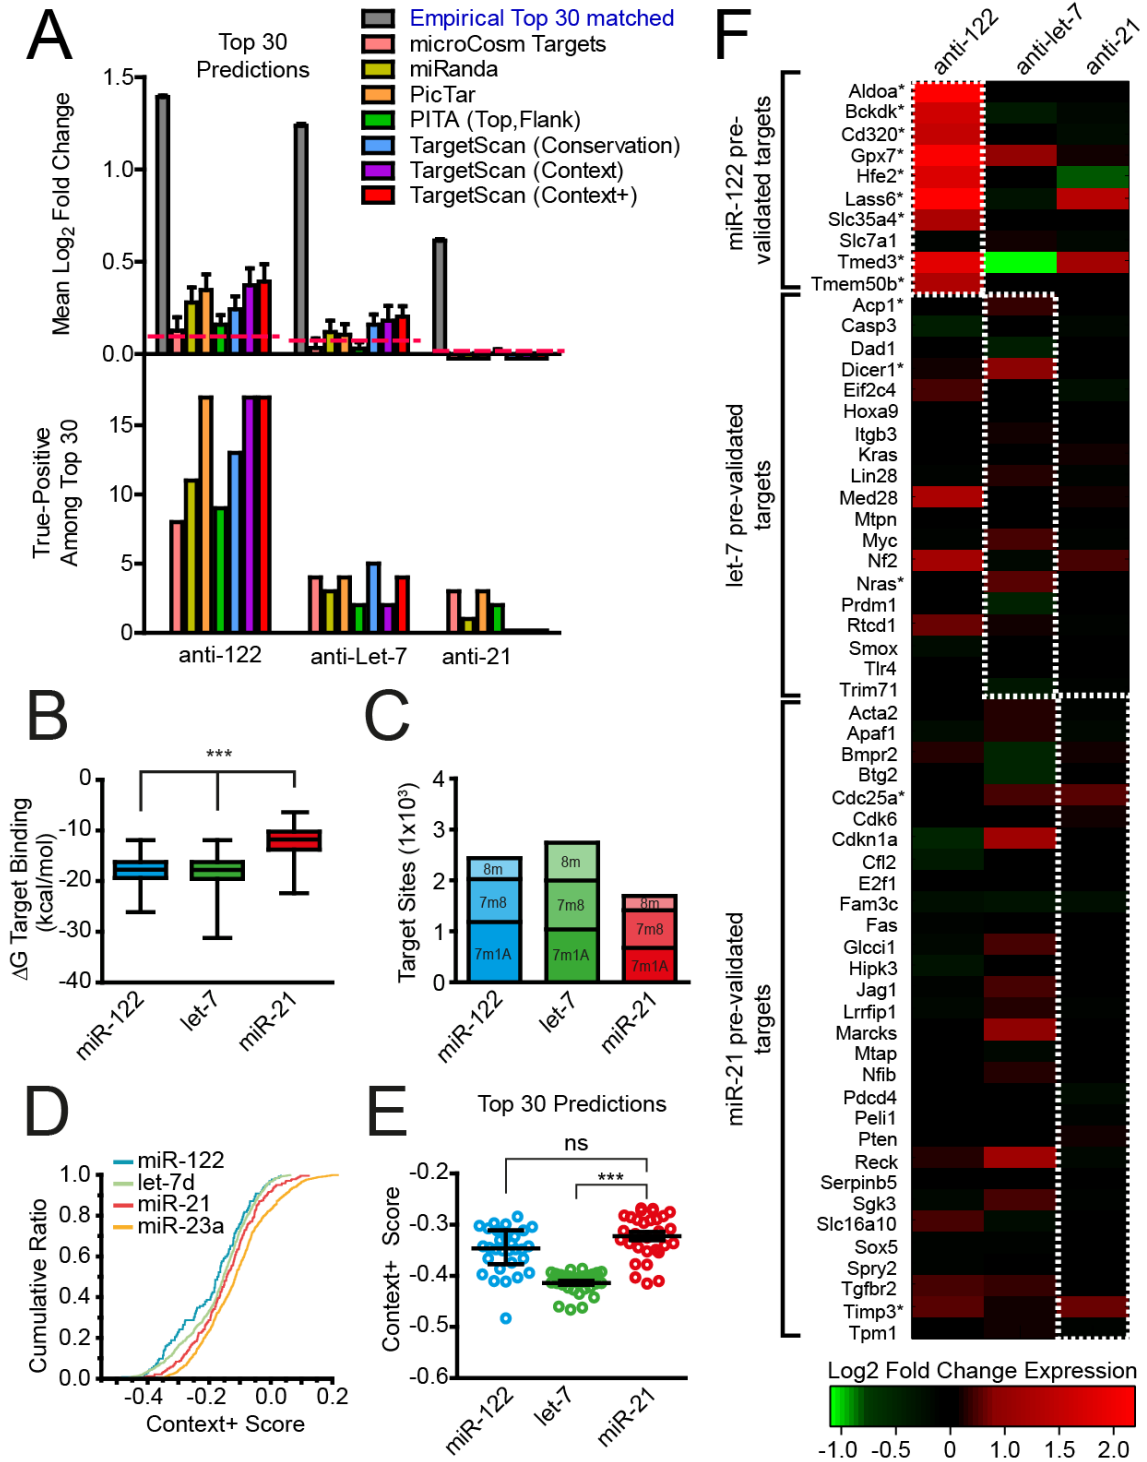 A
Top 30
Predictions
Empirical Top 30 matched
microCosm Targets
miRanda
PicTar
PITA (Top,Flank)
TargetScan (Conservation)
TargetScan (Context)
TargetScan (Context+)
Mean Log2 Fold Change
1.5
1.0
0.5
0.0
True-Positive
Among Top 30
15
10
5
0
anti-122
anti-Let-7
anti-21
B
***
ΔG Target Binding
(kcal/mol)
0
-10
-20
-30
-40
miR-122
let-7
miR-21
C
Target Sites (1x10³)
4
3
2
1
0
8m
7m8
7m1A
8m
7m8
7m1A
8m
7m8
7m1A
miR-122
let-7
miR-21
D
miR-122
let-7d
miR-21
miR-23a
Cumulative Ratio
1.0
0.8
0.6
0.4
0.2
0.0
-0.4
-0.2
0.0
0.2
Context+ Score
E
Top 30 Predictions
ns
***
Context+ Score
-0.2
-0.3
-0.4
-0.5
-0.6
miR-122
let-7
miR-21
F
anti-122
anti-let-7
anti-21
miR-122 pre-
validated targets
Aldoa*
Bckdk*
Cd320*
Gpx7*
Hfe2*
Lass6*
Slc35a4*
Slc7a1
Tmed3*
Tmem50b*
let-7 pre-validated
targets
Acp1*
Casp3
Dad1
Dicer1*
Eif2c4
Hoxa9
Itgb3
Kras
Lin28
Med28
Mtpn
Myc
Nf2
Nras*
Prdm1
Rtcd1
Smox
Tlr4
Trim71
miR-21 pre-validated
targets
Acta2
Apaf1
Bmpr2
Btg2
Cdc25a*
Cdk6
Cdkn1a
Cfl2
E2f1
Fam3c
Fas
Glcci1
Hipk3
Jag1
Lrrfip1
Marcks
Mtap
Nfib
Pdcd4
Peli1
Pten
Reck
Serpinb5
Sgk3
Slc16a10
Sox5
Spry2
Tgfbr2
Timp3*
Tpm1
Log2 Fold Change Expression
-1.0
-0.5
0
1.0
1.5
2.0